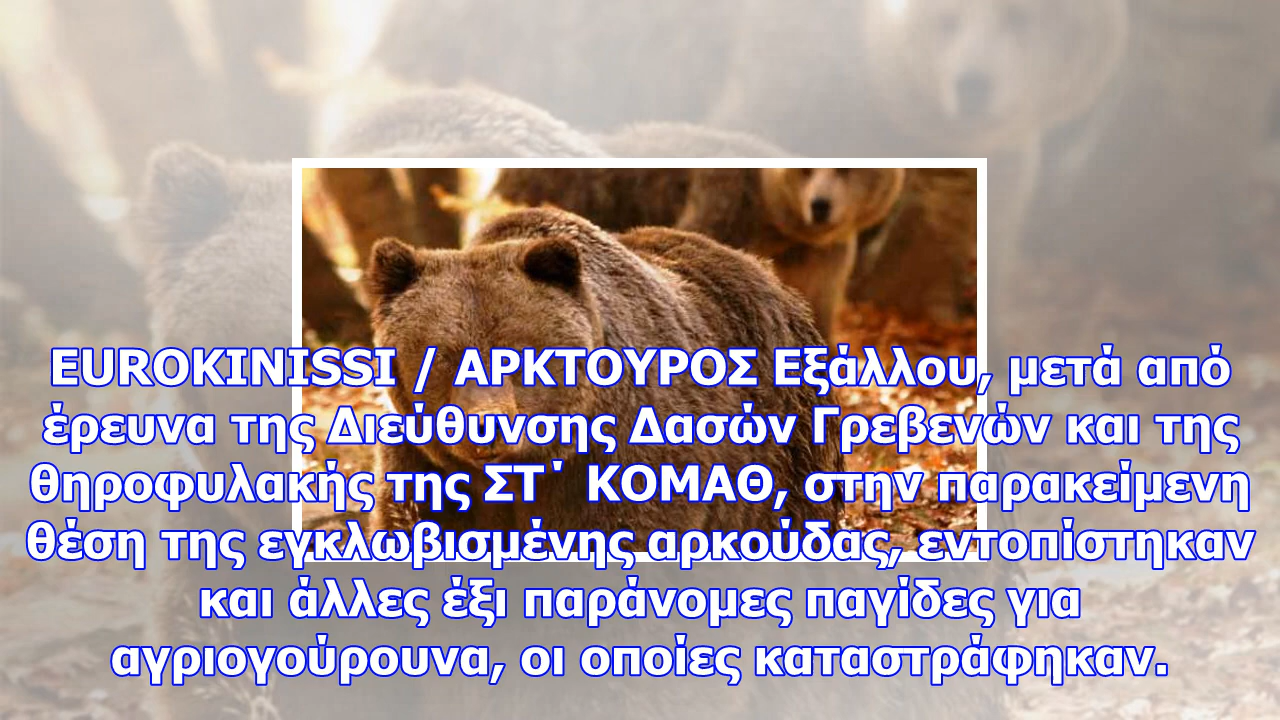 EUROKINISSI / ΑΡΚΤΟΥΡΟΣ Εξάλλου, μετά από
έρευνα της Διεύθυνσης Δασών Γρεβενών και της
θηροφυλακής της ΣΤ΄ ΚΟΜΑΘ, στην παρακείμενη
θέση της εγκλωβισμένης αρκούδας, εντοπίστηκαν
και άλλες έξι παράνομες παγίδες για
αγριογούρουνα, οι οποίες καταστράφηκαν.